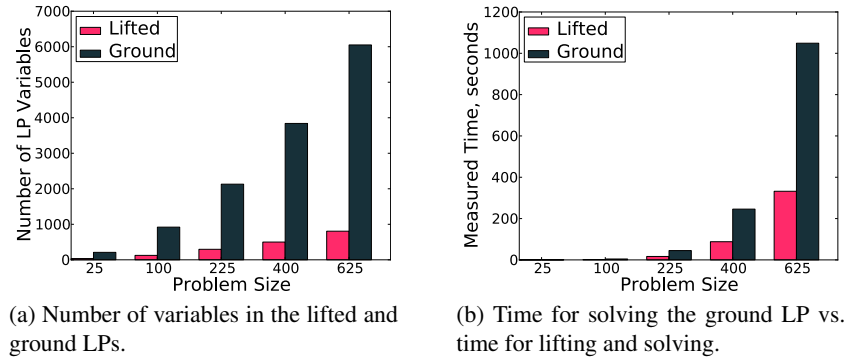 7000
6000
5000
4000
3000
2000
1000
0
Number of LP Variables
Lifted
Ground
25 100 225 400 625
Problem Size
(a) Number of variables in the lifted and
ground LPs.
1200
1000
800
600
400
200
0
Measured Time, seconds
Lifted
Ground
25 100 225 400 625
Problem Size
(b) Time for solving the ground LP vs.
time for lifting and solving.